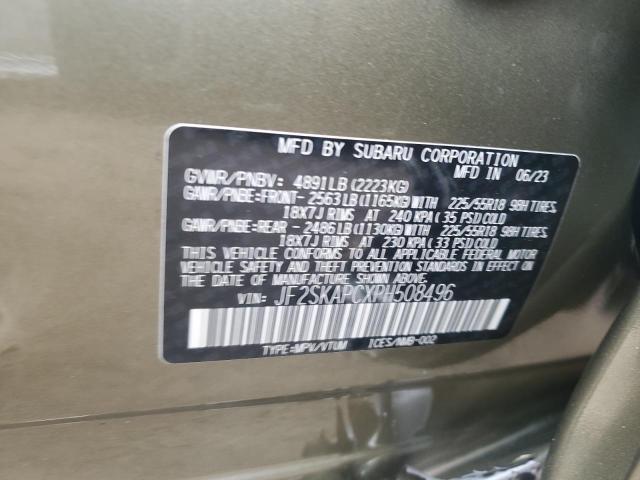 MFD BY SUBARU CORPORATION
MFD IN 06/23
GVWR/PNBV: 4891LB(2223KG)
GAWR/PNBE:FRONT-2563LB(1165KG)WITH 225/55R18 98H TIRES,
18X7J RIMS AT 240 KPA(35 PSI)COLD
GAWR/PNBE:REAR -2486LB(1130KG)WITH 225/55R18 98H TIRES,
18X7J RIMS AT 230 KPA(33 PSI)COLD
THIS VEHICLE CONFORMS TO ALL APPLICABLE FEDERAL MOTOR
VEHICLE SAFETY AND THEFT PREVENTION STANDARDS IN EFFECT ON
THE DATE OF MANUFACTURE SHOWN ABOVE.
VIN: JF2SKAPCXPH508496
TYPE:MPV/VTUM ICES/NMB-002